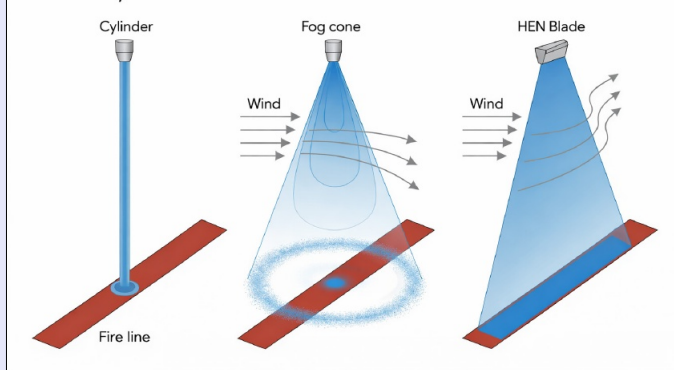 Cylinder
Fog cone
HEN Blade
Wind
Wind
Fire line